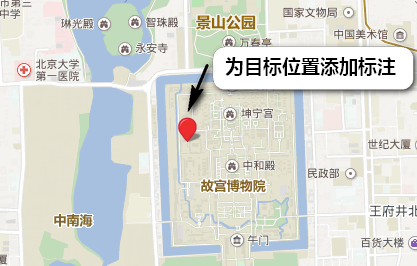 市第三
中学
琳光殿
智珠殿
永安寺
景山公园
万春亭
国家文物局
中国美术馆
北京大学
第一医院
为目标位置添加标注
坤宁宫
中和殿
故宫博物院
世纪大厦
民政部
中南海
王府井
午门
百货大楼